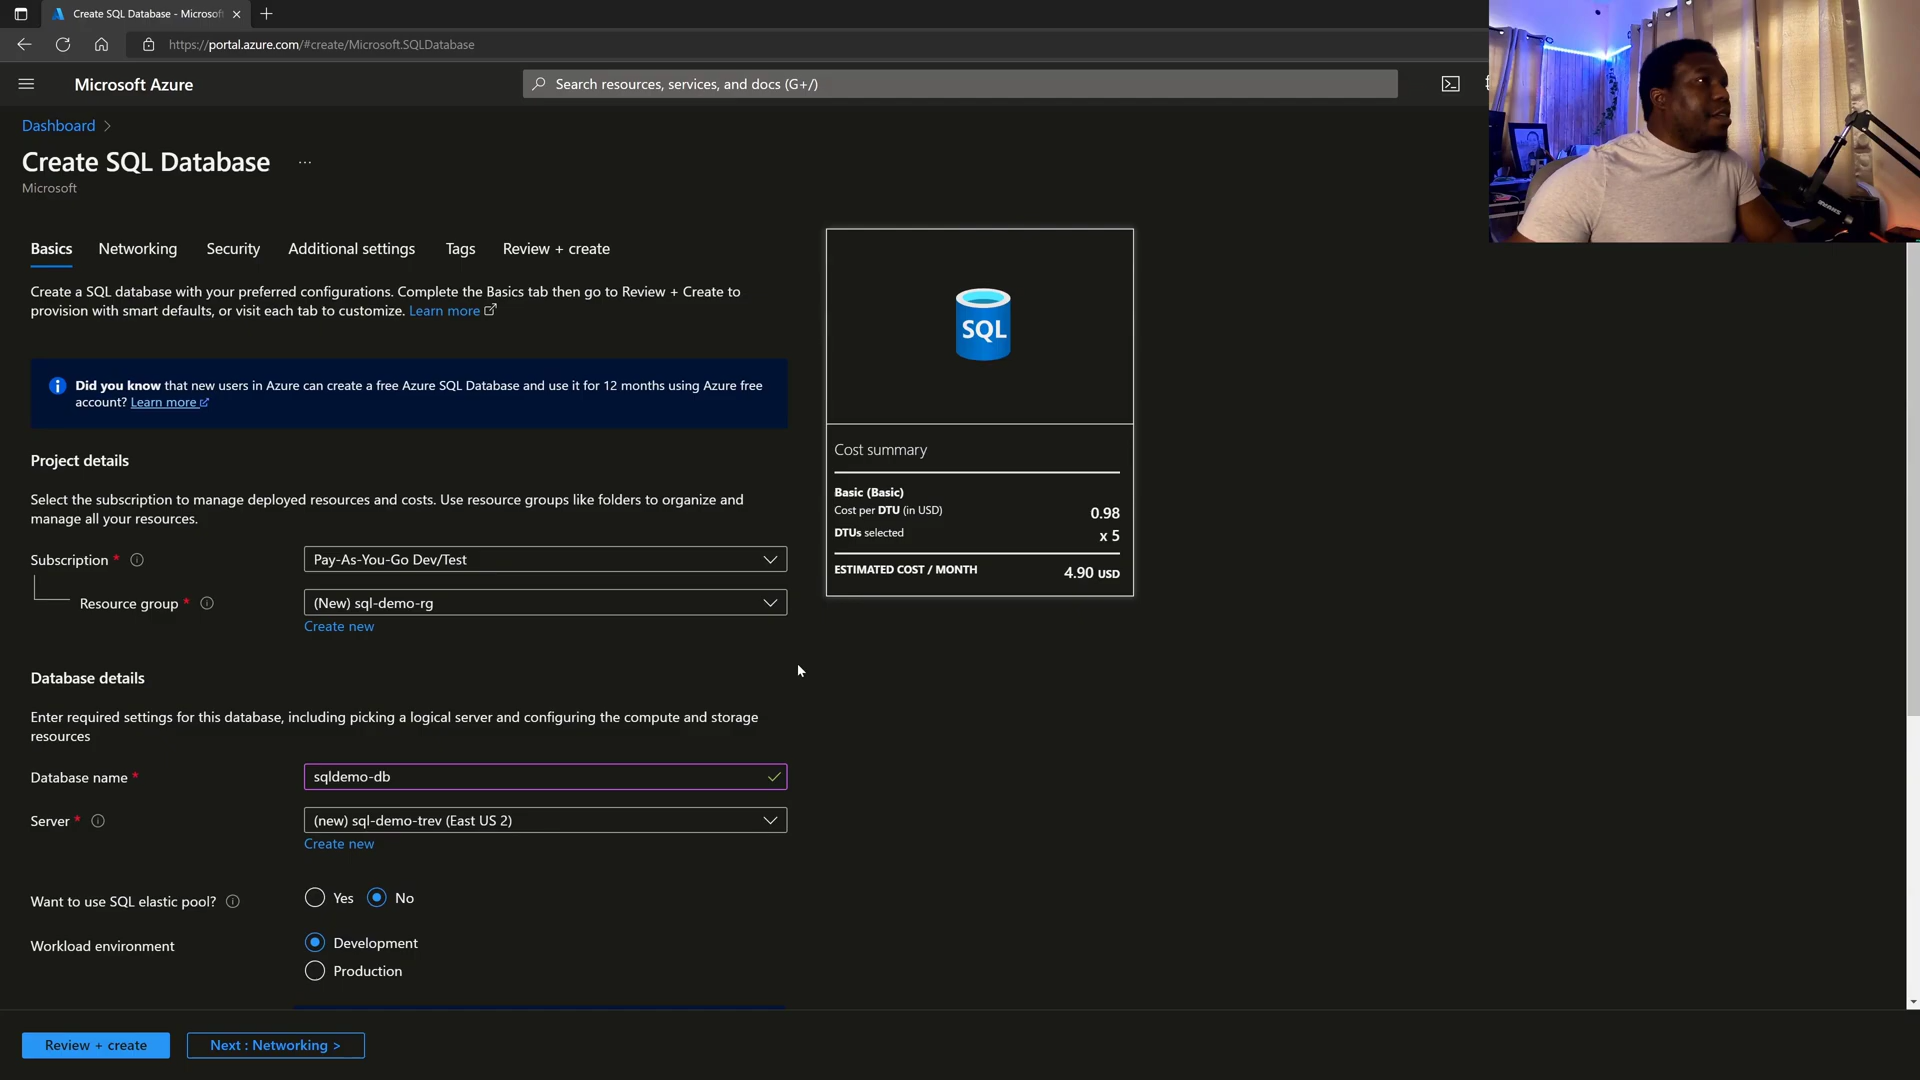 Create SQL Database - Microsof
https://portal.azure.com/#create/Microsoft.SQLDatabase
Microsoft Azure
Search resources, services, and docs (G+/)
Dashboard
Create SQL Database
...
Microsoft
Basics
Networking
Security
Additional settings
Tags
Review + create
Create a SQL database with your preferred configurations. Complete the Basics tab then go to Review + Create to
provision with smart defaults, or visit each tab to customize. Learn more
Did you know that new users in Azure can create a free Azure SQL Database and use it for 12 months using Azure free
account? Learn more
Project details
Select the subscription to manage deployed resources and costs. Use resource groups like folders to organize and
manage all your resources.
Subscription *
Pay-As-You-Go Dev/Test
Resource group *
(New) sql-demo-rg
Create new
Database details
Enter required settings for this database, including picking a logical server and configuring the compute and storage
resources
Database name *
sqldemo-db
Server *
(new) sql-demo-trev (East US 2)
Create new
Want to use SQL elastic pool?
Yes
No
Workload environment
Development
Production
Review + create
Next : Networking >
SQL
Cost summary
Basic (Basic)
Cost per DTU (in USD)
0.98
DTUs selected
x 5
ESTIMATED COST / MONTH
4.90 USD